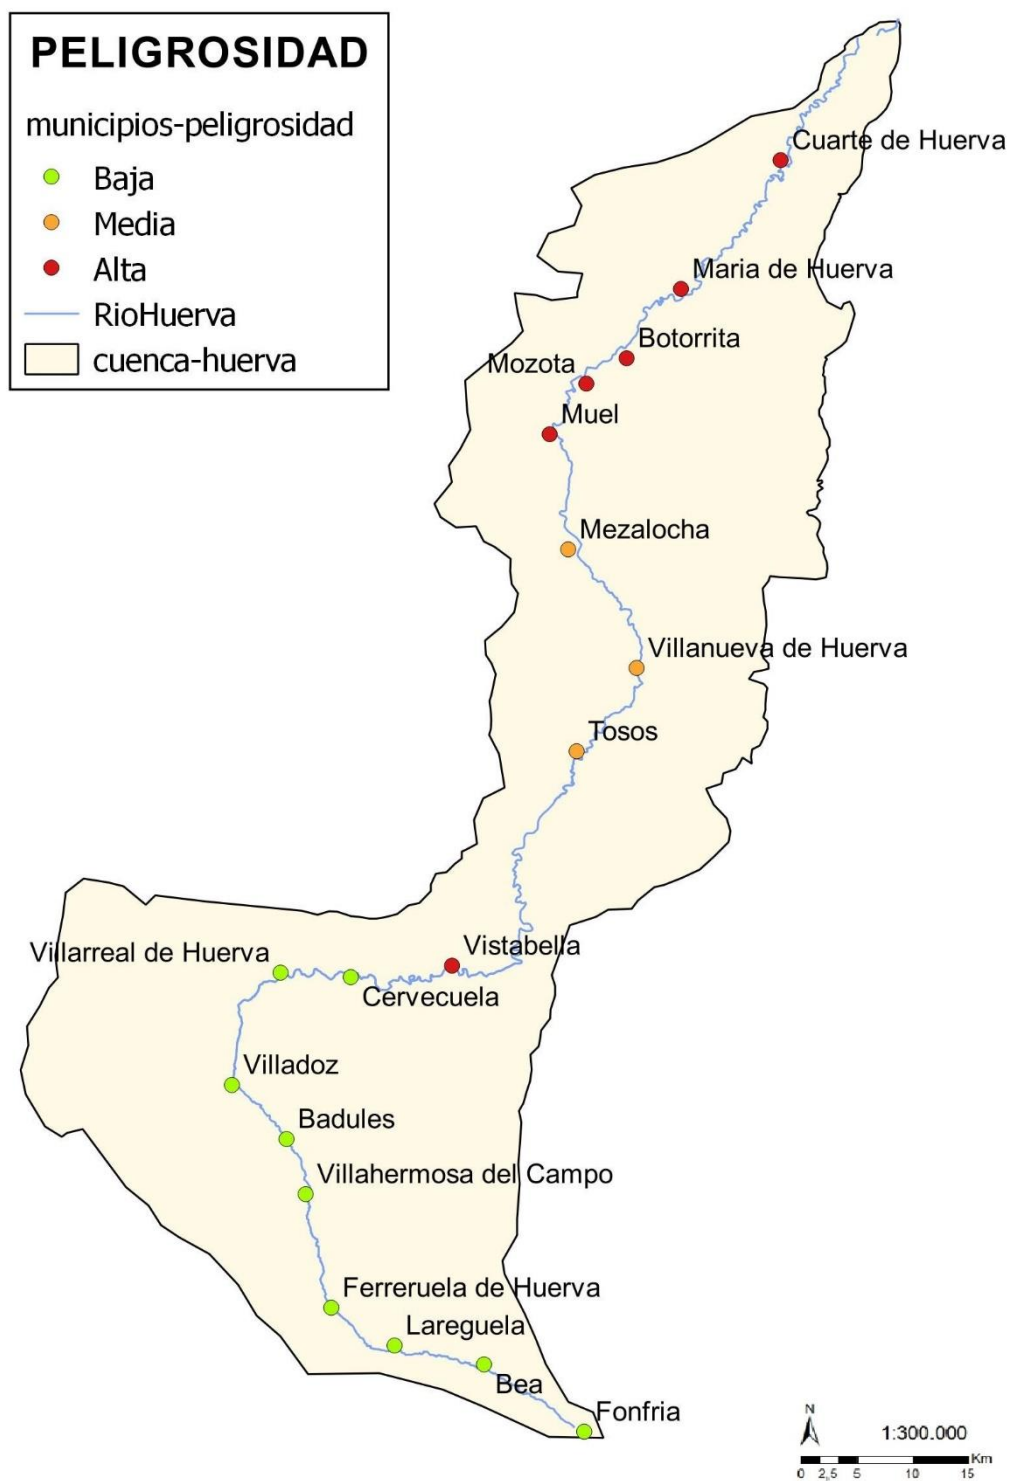 PELIGROSIDAD
municipios-peligrosidad
Baja
Media
Alta
RioHuerva
cuenca-huerva
Cuarte de Huerva
Maria de Huerva
Botorrita
Mozota
Muel
Mezalocha
Villanueva de Huerva
Tosos
Vistabella
Villarreal de Huerva
Cervecuela
Villadoz
Badules
Villahermosa del Campo
Ferreruela de Huerva
Lareguela
Bea
Fonfria
N
1:300.000
Km
0 2,5 5 10 15